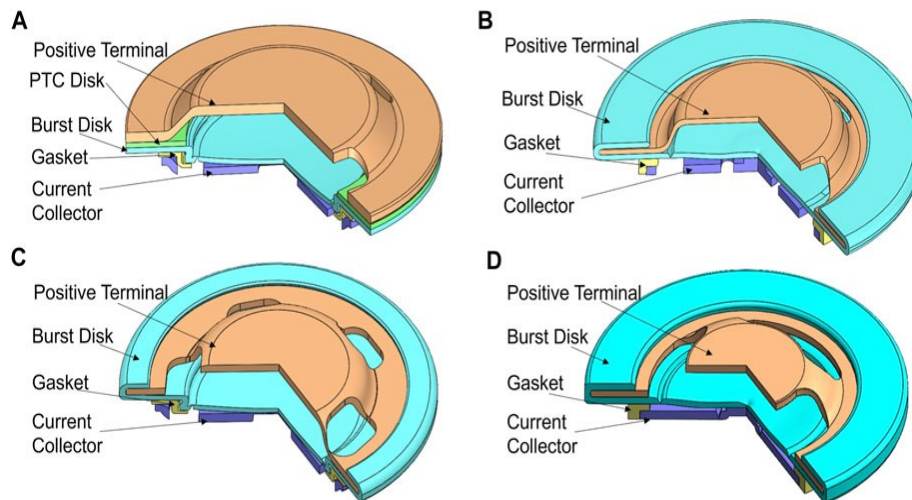 A
Positive Terminal
PTC Disk
Burst Disk
Gasket
Current
Collector
B
Positive Terminal
Burst Disk
Gasket
Current
Collector
C
Positive Terminal
Burst Disk
Gasket
Current
Collector
D
Positive Terminal
Burst Disk
Gasket
Current
Collector